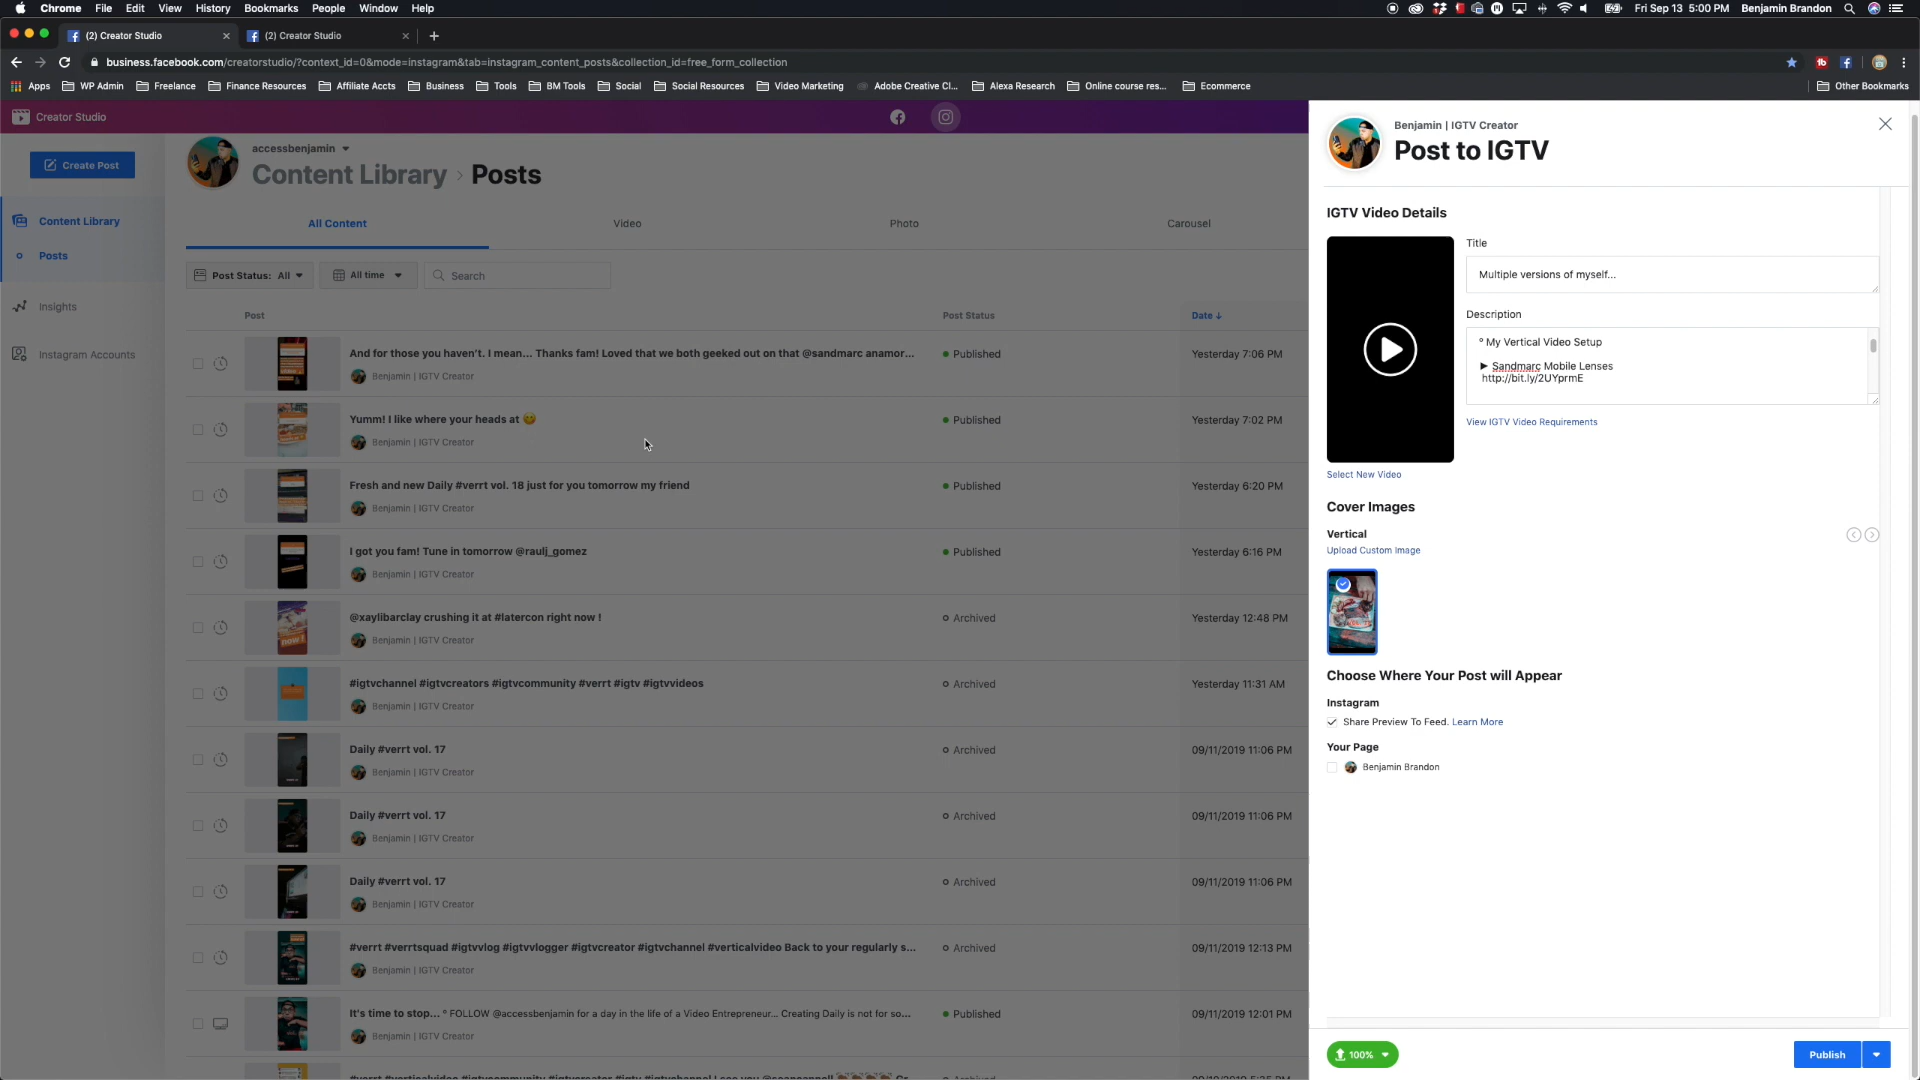 Chrome File Edit View History Bookmarks People Window Help
Fri Sep 13 5:00 PM Benjamin Brandon
(2) Creator Studio
(2) Creator Studio
business.facebook.com/creatorstudio/?context_id=0&mode=instagram&tab=instagram_content_posts&collection_id=free_form_collection
Apps WP Admin Freelance Finance Resources Affiliate Accts Business Tools BM Tools Social Social Resources Video Marketing Adobe Creative Cl... Alexa Research Online course res... Ecommerce Other Bookmarks
Creator Studio
Create Post
Content Library
Posts
Insights
Instagram Accounts
accessbenjamin
Content Library > Posts
All Content Video Photo Carousel
Post Status: All All time Search
Post Post Status Date ↓
And for those you haven't. I mean... Thanks fam! Loved that we both geeked out on that @sandmarc anamor... Published Yesterday 7:06 PM
Benjamin | IGTV Creator
Yumm! I like where your heads at 😋 Published Yesterday 7:02 PM
Benjamin | IGTV Creator
Fresh and new Daily #verrt vol. 18 just for you tomorrow my friend Published Yesterday 6:20 PM
Benjamin | IGTV Creator
I got you fam! Tune in tomorrow @raulj_gomez Published Yesterday 6:16 PM
Benjamin | IGTV Creator
@xaylibarclay crushing it at #latercon right now ! Archived Yesterday 12:48 PM
Benjamin | IGTV Creator
#igtvchannel #igtvcreators #igtvcommunity #verrt #igtv #igtvvideos Archived Yesterday 11:31 AM
Benjamin | IGTV Creator
Daily #verrt vol. 17 Archived 09/11/2019 11:06 PM
Benjamin | IGTV Creator
Daily #verrt vol. 17 Archived 09/11/2019 11:06 PM
Benjamin | IGTV Creator
Daily #verrt vol. 17 Archived 09/11/2019 11:06 PM
Benjamin | IGTV Creator
#verrt #verrtsquad #igtvvlog #igtvvlogger #igtvcreator #igtvchannel #verticalvideo Back to your regularly s... Archived 09/11/2019 12:13 PM
Benjamin | IGTV Creator
It's time to stop... ° FOLLOW @accessbenjamin for a day in the life of a Video Entrepreneur... Creating Daily is not for so... Published 09/11/2019 12:01 PM
Benjamin | IGTV Creator
Benjamin | IGTV Creator
Post to IGTV
IGTV Video Details
Title
Multiple versions of myself...
Description
° My Vertical Video Setup
► Sandmarc Mobile Lenses
http://bit.ly/2UYprmE
View IGTV Video Requirements
Select New Video
Cover Images
Vertical
Upload Custom Image
Choose Where Your Post will Appear
Instagram
Share Preview To Feed. Learn More
Your Page
Benjamin Brandon
100%
Publish